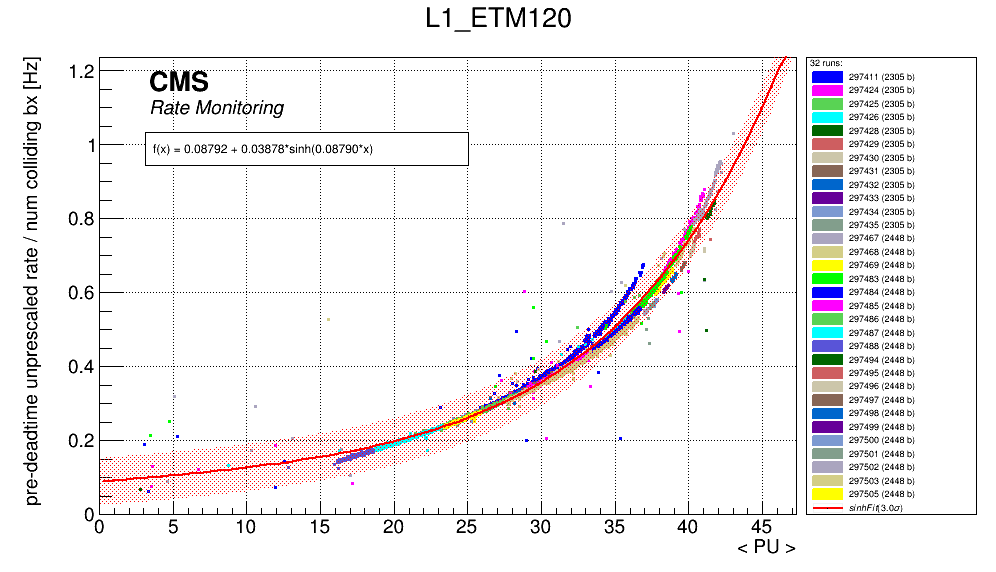 L1_ETM120
pre-deadtime unprescaled rate / num colliding bx [Hz]
CMS
Rate Monitoring
f(x) = 0.08792 + 0.03878*sinh(0.08790*x)
1.2
1
0.8
0.6
0.4
0.2
0
0 5 10 15 20 25 30 35 40 45
< PU >
32 runs:
297411 (2305 b)
297424 (2305 b)
297425 (2305 b)
297426 (2305 b)
297428 (2305 b)
297429 (2305 b)
297430 (2305 b)
297431 (2305 b)
297432 (2305 b)
297433 (2305 b)
297434 (2305 b)
297435 (2305 b)
297467 (2448 b)
297468 (2448 b)
297469 (2448 b)
297483 (2448 b)
297484 (2448 b)
297485 (2448 b)
297486 (2448 b)
297487 (2448 b)
297488 (2448 b)
297494 (2448 b)
297495 (2448 b)
297496 (2448 b)
297497 (2448 b)
297498 (2448 b)
297499 (2448 b)
297500 (2448 b)
297501 (2448 b)
297502 (2448 b)
297503 (2448 b)
297505 (2448 b)
sinhFit(3.0σ)